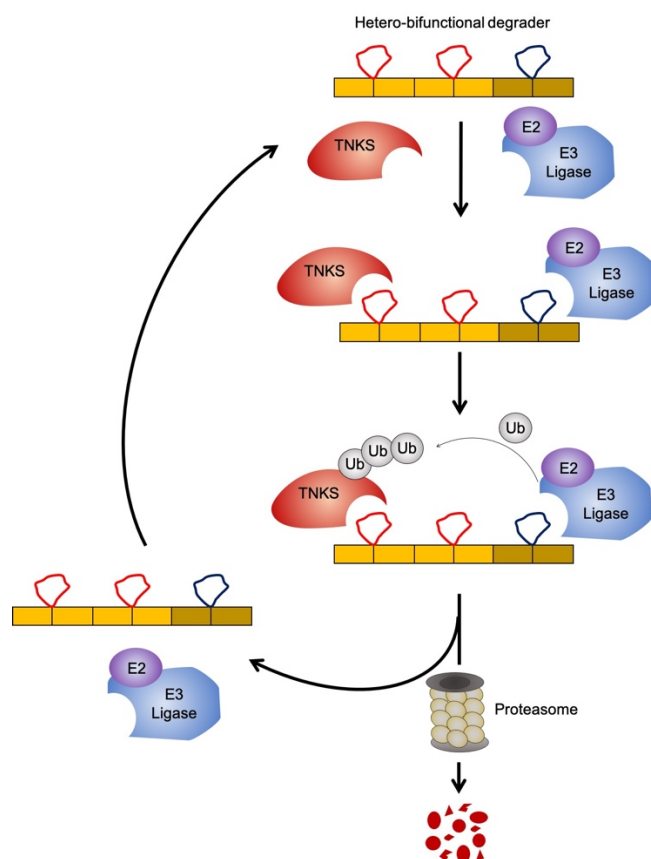 Hetero-bifunctional degrader
TNKS
E2
E3
Ligase
TNKS
E2
E3
Ligase
Ub
Ub
Ub
Ub
TNKS
E2
E3
Ligase
E2
E3
Ligase
Proteasome